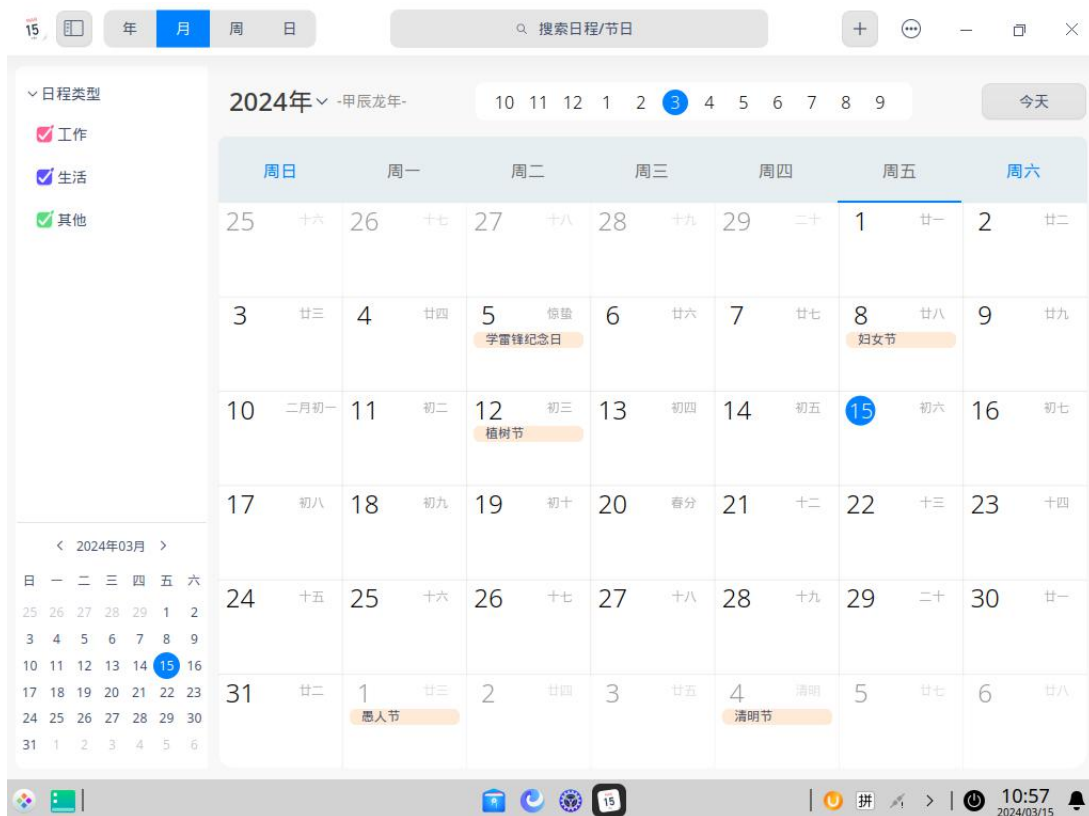 15 年 月 周 日 搜索日程/节日
日程类型
工作
生活
其他
2024年 -甲辰龙年- 10 11 12 1 2 3 4 5 6 7 8 9 今天
周日 周一 周二 周三 周四 周五 周六
25 十六 26 十七 27 十八 28 十九 29 二十 1 廿一 2 廿二
3 廿三 4 廿四 5 惊蛰 6 廿六 7 廿七 8 廿八 9 廿九
学雷锋纪念日 妇女节
10 二月初一 11 初二 12 初三 13 初四 14 初五 15 初六 16 初七
植树节
17 初八 18 初九 19 初十 20 春分 21 十二 22 十三 23 十四
24 十五 25 十六 26 十七 27 十八 28 十九 29 二十 30 廿一
31 廿二 1 廿三 2 廿四 3 廿五 4 清明 5 廿七 6 廿八
愚人节 清明节
2024年03月
日 一 二 三 四 五 六
25 26 27 28 29 1 2
3 4 5 6 7 8 9
10 11 12 13 14 15 16
17 18 19 20 21 22 23
24 25 26 27 28 29 30
31 1 2 3 4 5 6
15 拼 10:57
2024/03/15